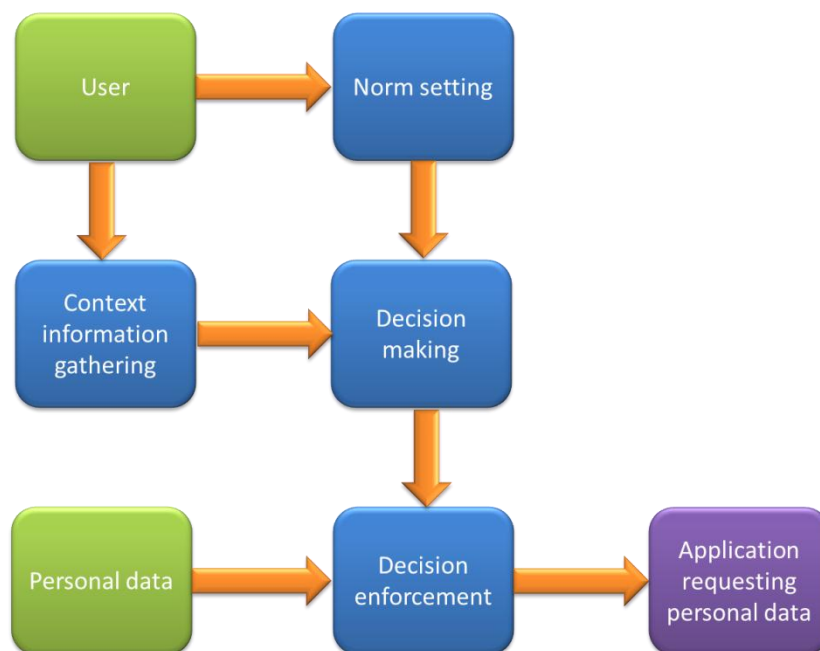 User
Norm setting
Context
information
gathering
Decision
making
Personal data
Decision
enforcement
Application
requesting
personal data